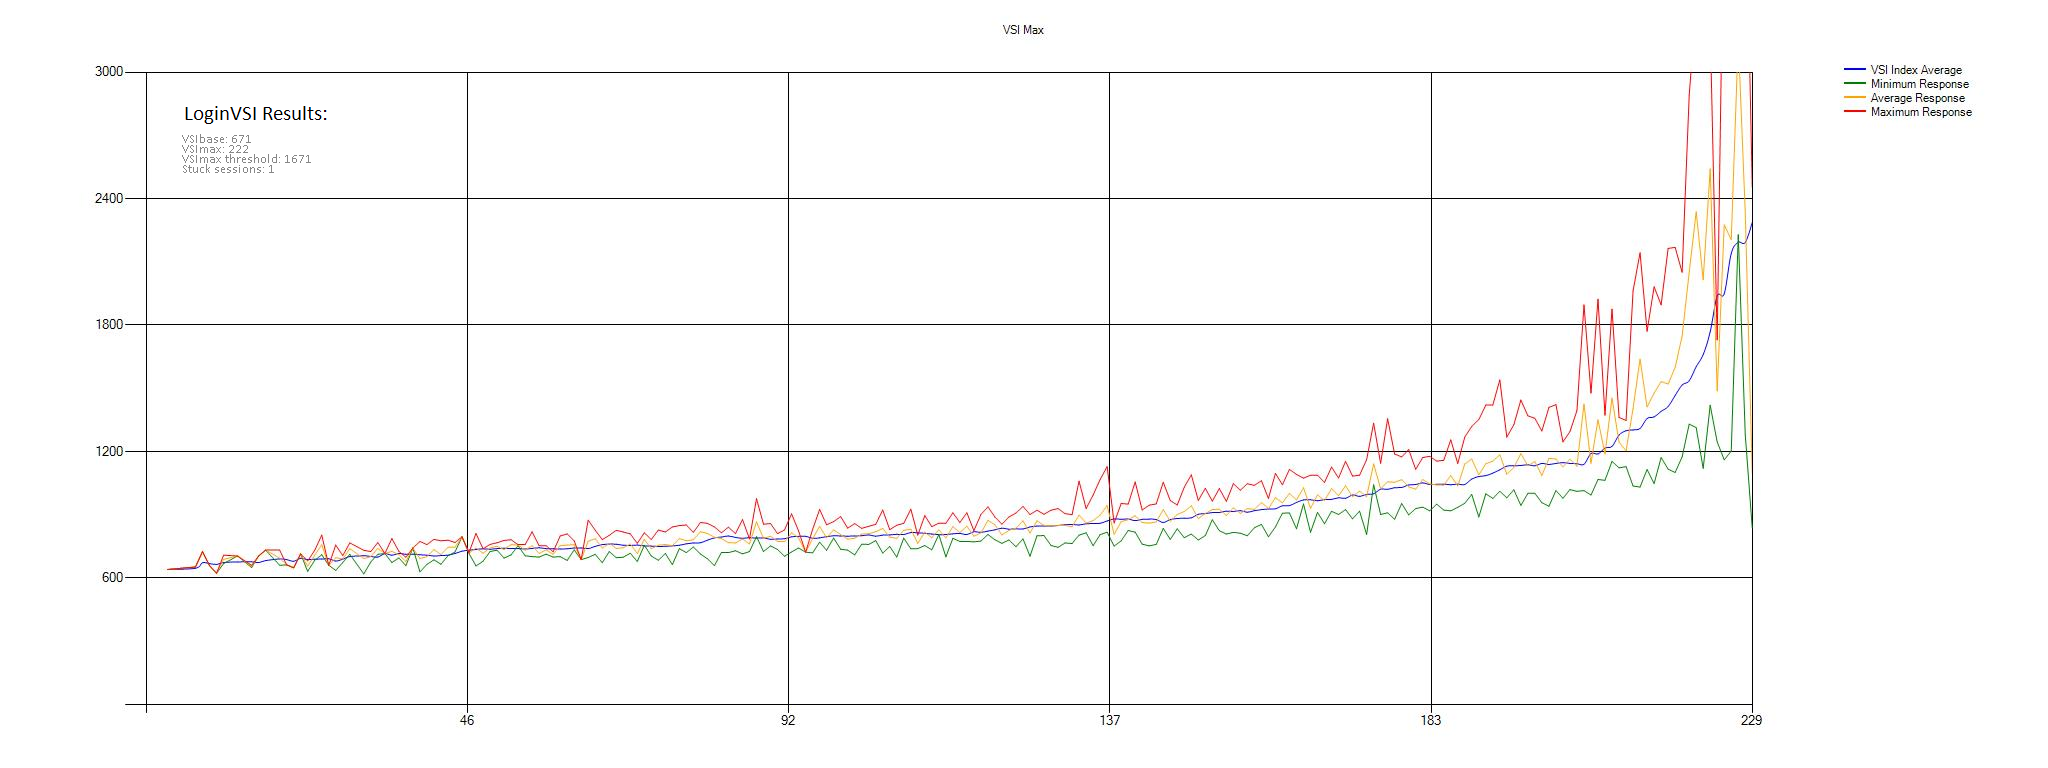 VSI Max
3000
2400
1800
1200
600
LoginVSI Results:
VSIbase: 671
VSImax: 222
VSImax threshold: 1671
Stuck sessions: 1
VSI Index Average
Minimum Response
Average Response
Maximum Response
46
92
137
183
229